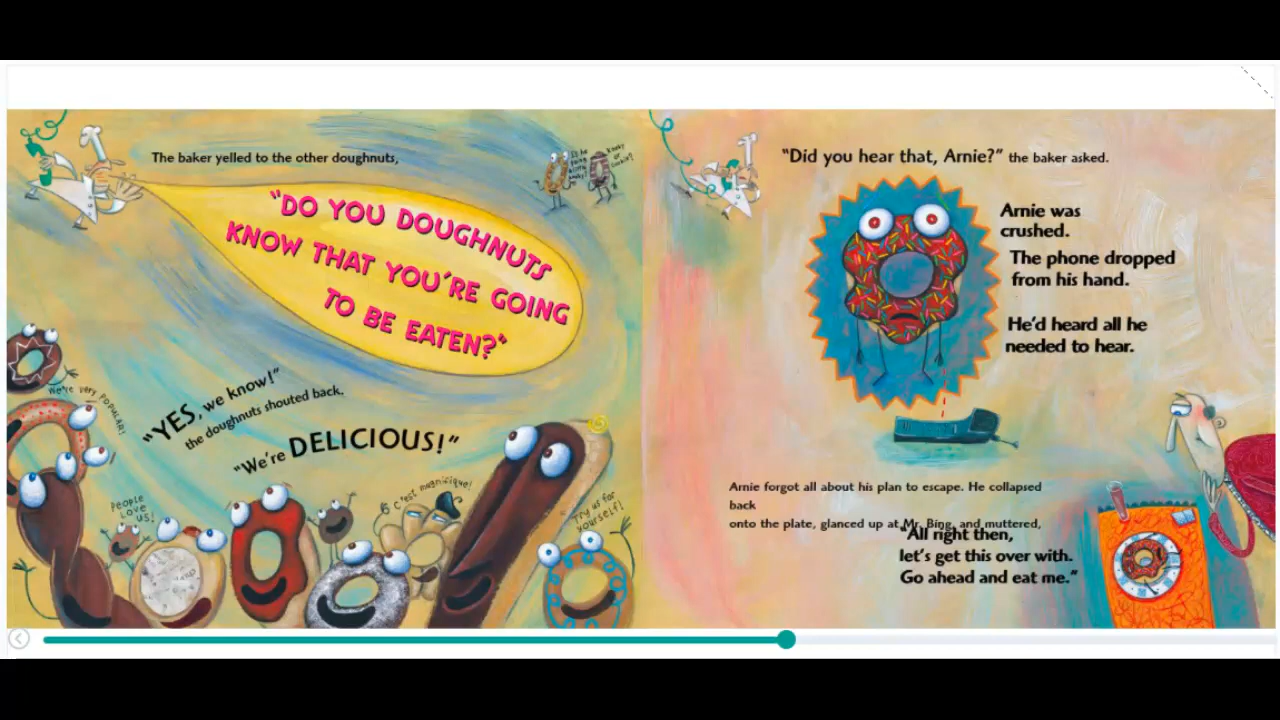 The baker yelled to the other doughnuts,
"DO YOU DOUGHNUTS
KNOW THAT YOU'RE GOING
TO BE EATEN?"
We're very popular!
"YES, we know!"
the doughnuts shouted back.
"We're DELICIOUS!"
People
Love
us!
C'est magnifique!
Try us for
yourself!
"Did you hear that, Arnie?" the baker asked.
Arnie was
crushed.
The phone dropped
from his hand.
He'd heard all he
needed to hear.
Arnie forgot all about his plan to escape. He collapsed
back
onto the plate, glanced up at Mr. Bing, and muttered,
"All right then,
let's get this over with.
Go ahead and eat me."